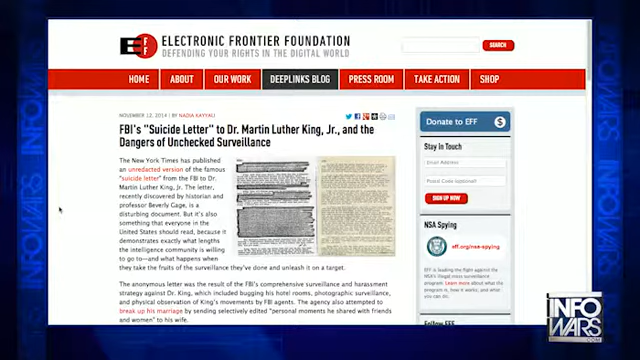 EFF
ELECTRONIC FRONTIER FOUNDATION
DEFENDING YOUR RIGHTS IN THE DIGITAL WORLD
SEARCH
HOME ABOUT OUR WORK DEEPLINKS BLOG PRESS ROOM TAKE ACTION SHOP
NOVEMBER 12, 2014 | BY NADIA KAYYALI
FBI's "Suicide Letter" to Dr. Martin Luther King, Jr., and the
Dangers of Unchecked Surveillance
The New York Times has published
an unredacted version of the famous
"suicide letter" from the FBI to Dr.
Martin Luther King, Jr. The letter,
recently discovered by historian and
professor Beverly Gage, is a
disturbing document. But it's also
something that everyone in the
United States should read, because it
demonstrates exactly what lengths
the intelligence community is willing
to go to—and what happens when
they take the fruits of the surveillance they've done and unleash it on a target.
The anonymous letter was the result of the FBI's comprehensive surveillance and harassment
strategy against Dr. King, which included bugging his hotel rooms, photographic surveillance,
and physical observation of King's movements by FBI agents. The agency also attempted to
break up his marriage by sending selectively edited "personal moments he shared with friends
and women" to his wife.
Donate to EFF
Stay in Touch
Email Address
Postal Code (optional)
SIGN UP NOW
NSA Spying
eff.org/nsa-spying
EFF is leading the fight against the
NSA's illegal mass surveillance
program. Learn more about what the
program is, how it works, and what
you can do.
Follow EFF
INFO
WARS
.COM